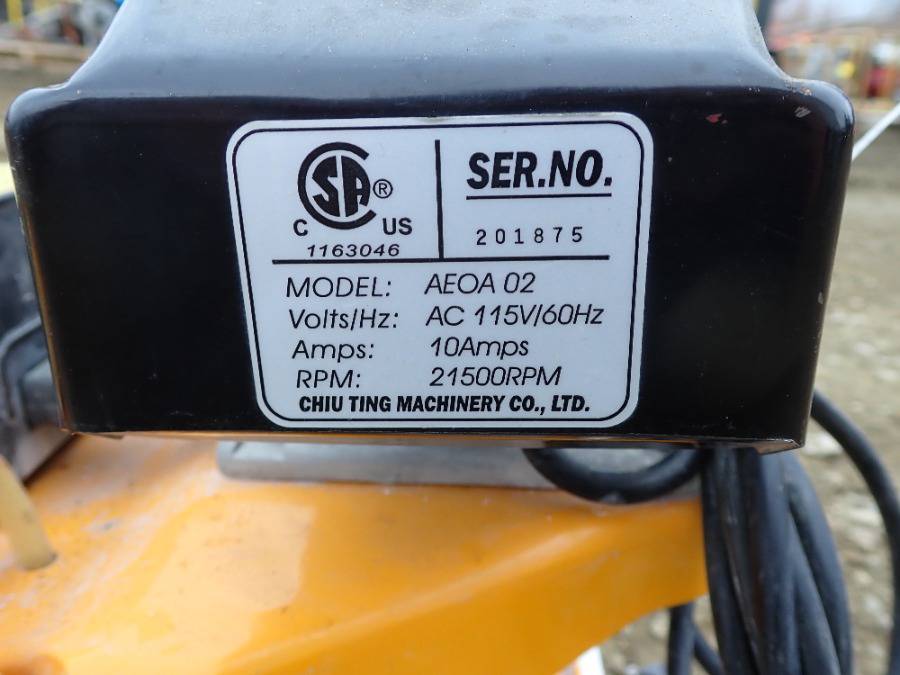 SA ®
C US
1163046
SER.NO.
201875
MODEL: AEOA 02
Volts/Hz: AC 115V/60Hz
Amps: 10Amps
RPM: 21500RPM
CHIU TING MACHINERY CO., LTD.